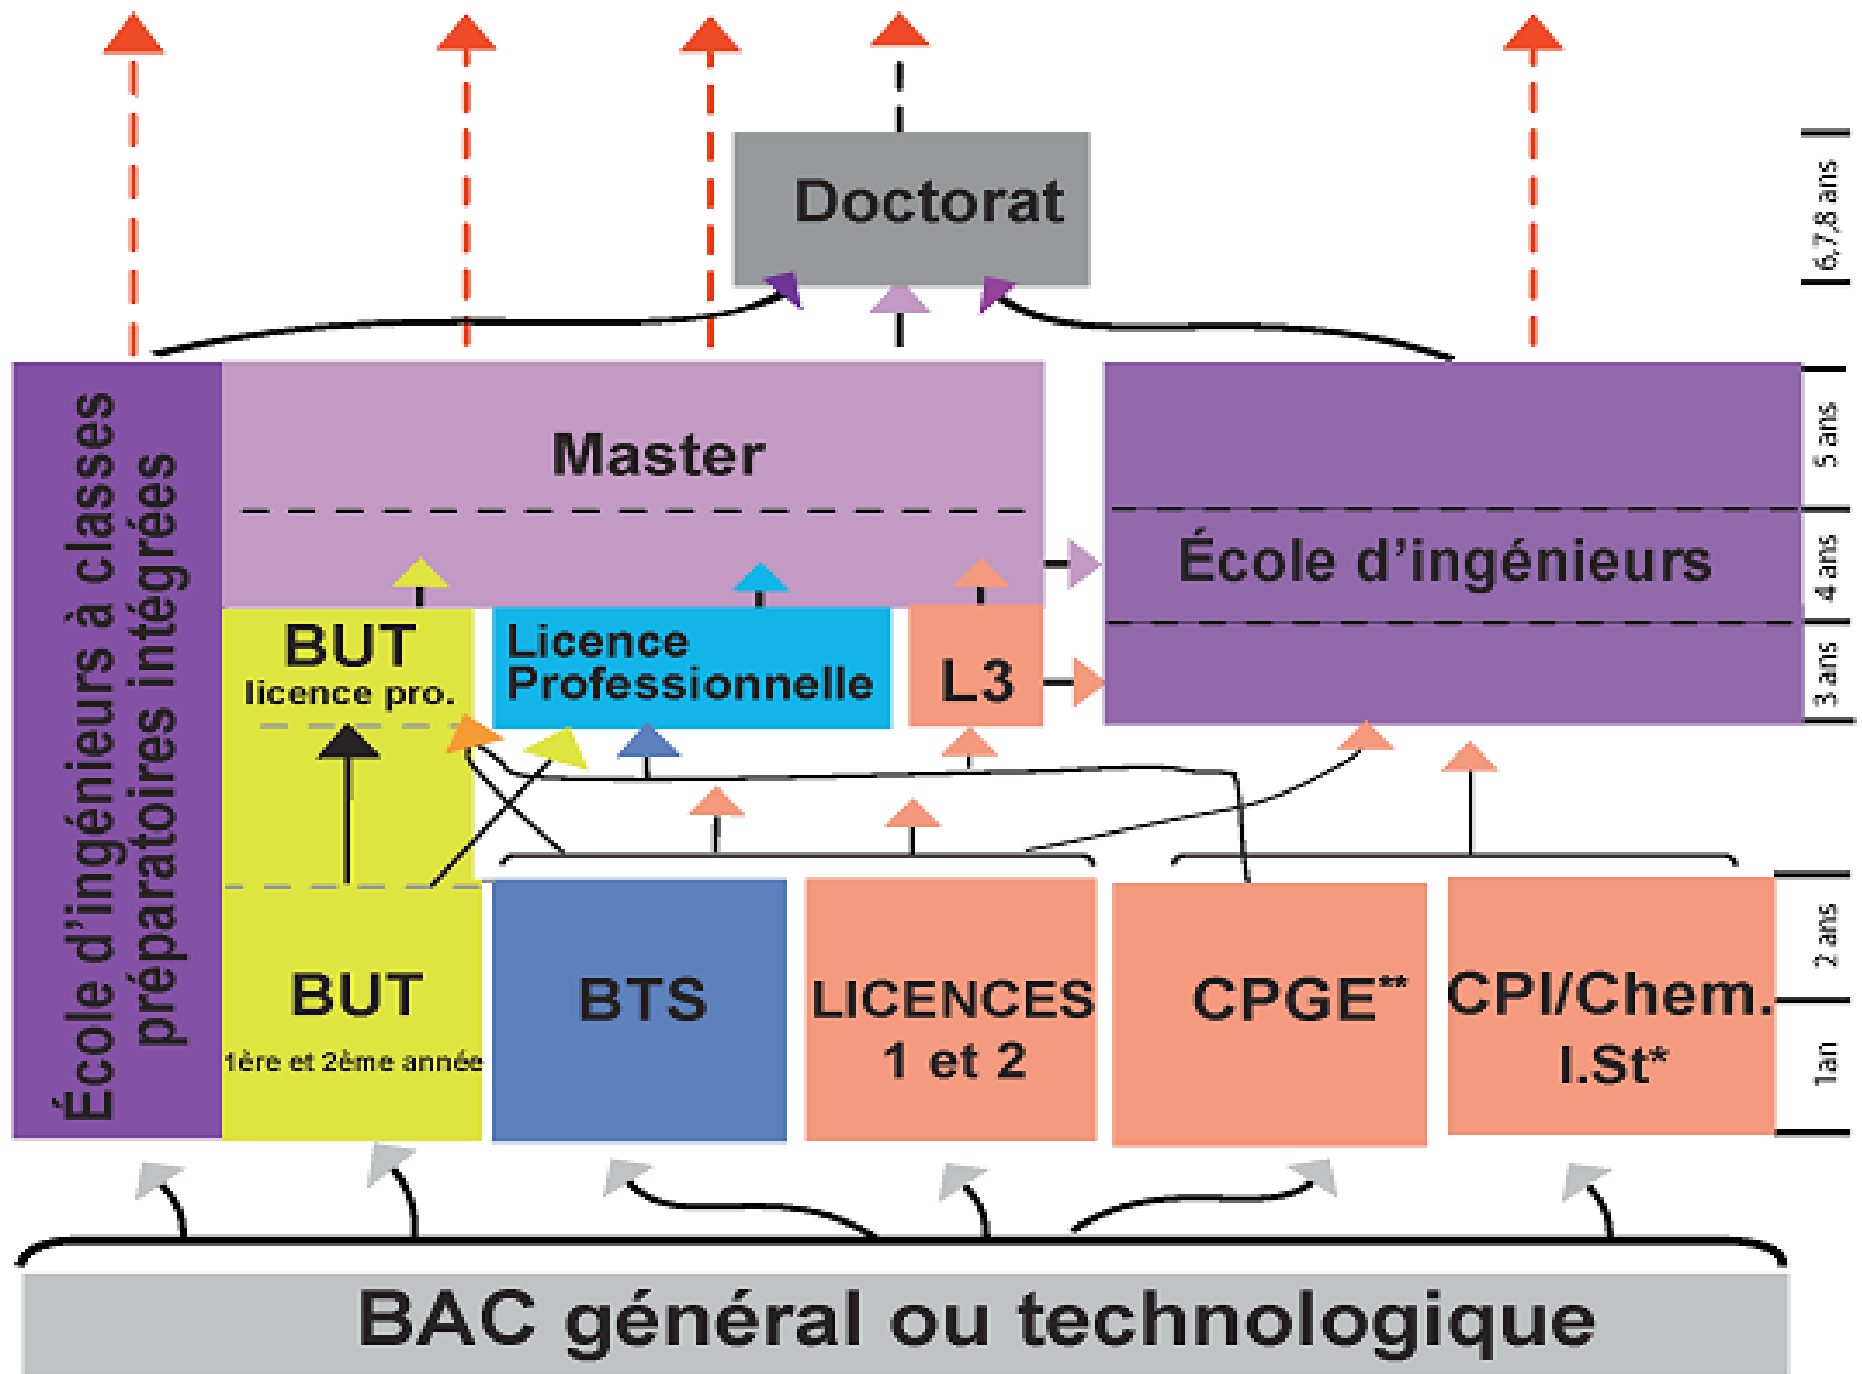 Doctorat
6,7,8 ans
École d'ingénieurs à classes
préparatoires intégrées
Master
École d'ingénieurs
5 ans
4 ans
3 ans
BUT
licence pro.
Licence
Professionnelle
L3
BUT
1ère et 2ème année
BTS
LICENCES
1 et 2
CPGE**
CPI/Chem.
I.St*
2 ans
1an
BAC général ou technologique